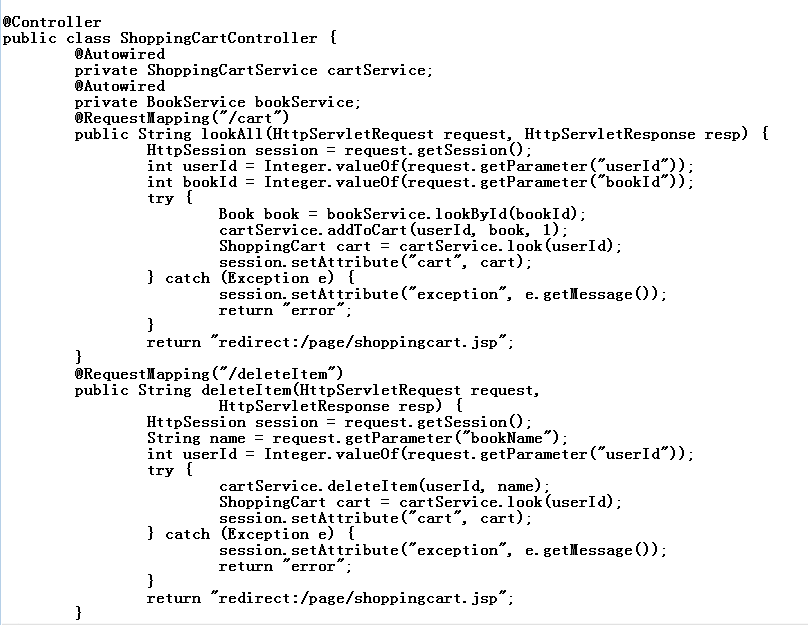 @Controller
public class ShoppingCartController {
        @Autowired
        private ShoppingCartService cartService;
        @Autowired
        private BookService bookService;
        @RequestMapping("/cart")
        public String lookAll(HttpServletRequest request, HttpServletResponse resp) {
                HttpSession session = request.getSession();
                int userId = Integer.valueOf(request.getParameter("userId"));
                int bookId = Integer.valueOf(request.getParameter("bookId"));
                try {
                        Book book = bookService.lookById(bookId);
                        cartService.addToCart(userId, book, 1);
                        ShoppingCart cart = cartService.look(userId);
                        session.setAttribute("cart", cart);
                } catch (Exception e) {
                        session.setAttribute("exception", e.getMessage());
                        return "error";
                }
                return "redirect:/page/shoppingcart.jsp";
        }
        @RequestMapping("/deleteItem")
        public String deleteItem(HttpServletRequest request,
                        HttpServletResponse resp) {
                HttpSession session = request.getSession();
                String name = request.getParameter("bookName");
                int userId = Integer.valueOf(request.getParameter("userId"));
                try {
                        cartService.deleteItem(userId, name);
                        ShoppingCart cart = cartService.look(userId);
                        session.setAttribute("cart", cart);
                } catch (Exception e) {
                        session.setAttribute("exception", e.getMessage());
                        return "error";
                }
                return "redirect:/page/shoppingcart.jsp";
        }